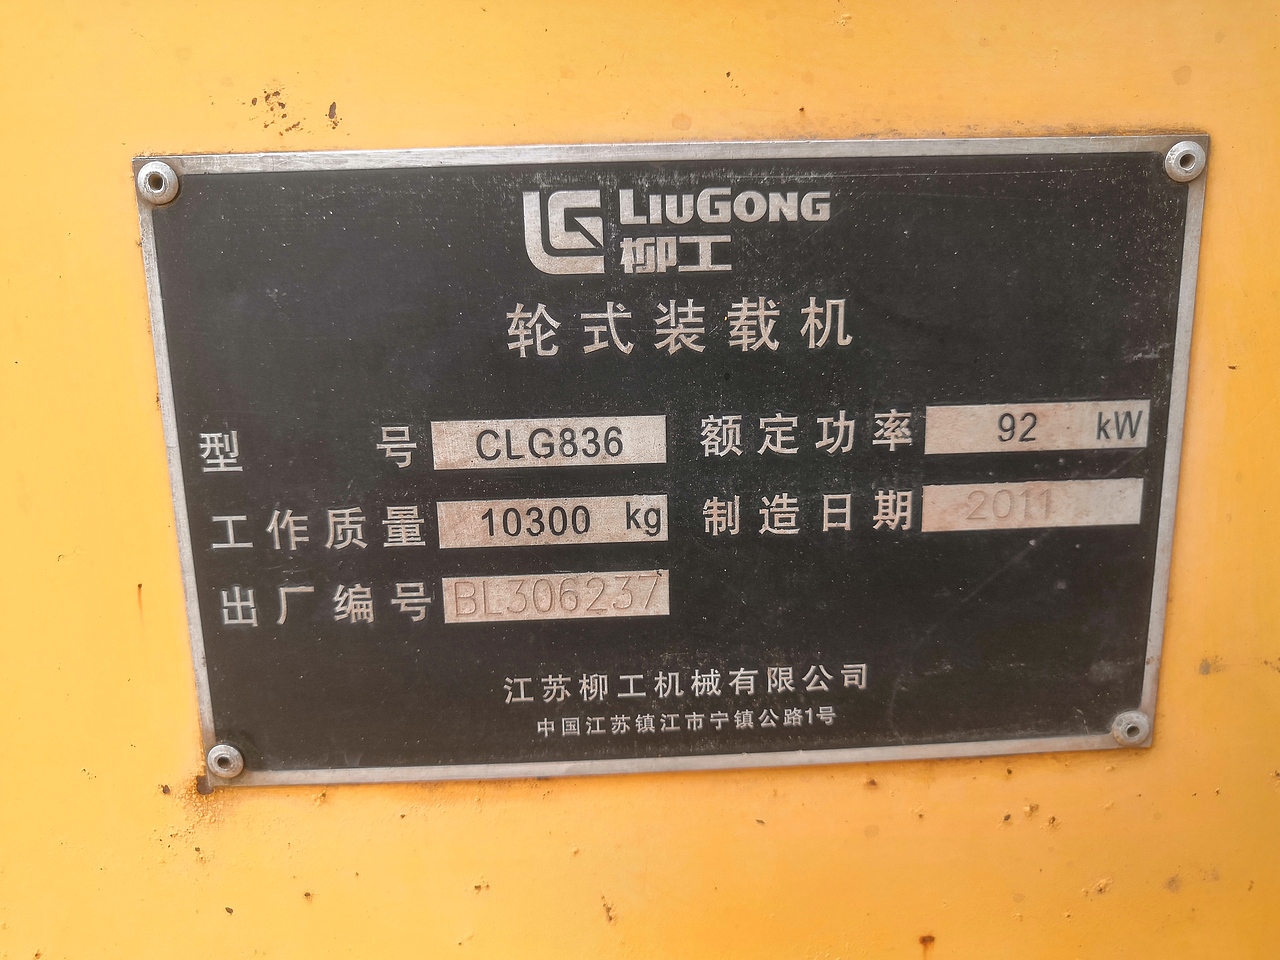 LG LIUGONG
柳工
轮式装载机
型号 CLG836 额定功率 92 kW
工作质量 10300 kg 制造日期 2011
出厂编号 BL306237
江苏柳工机械有限公司
中国江苏镇江市宁镇公路1号